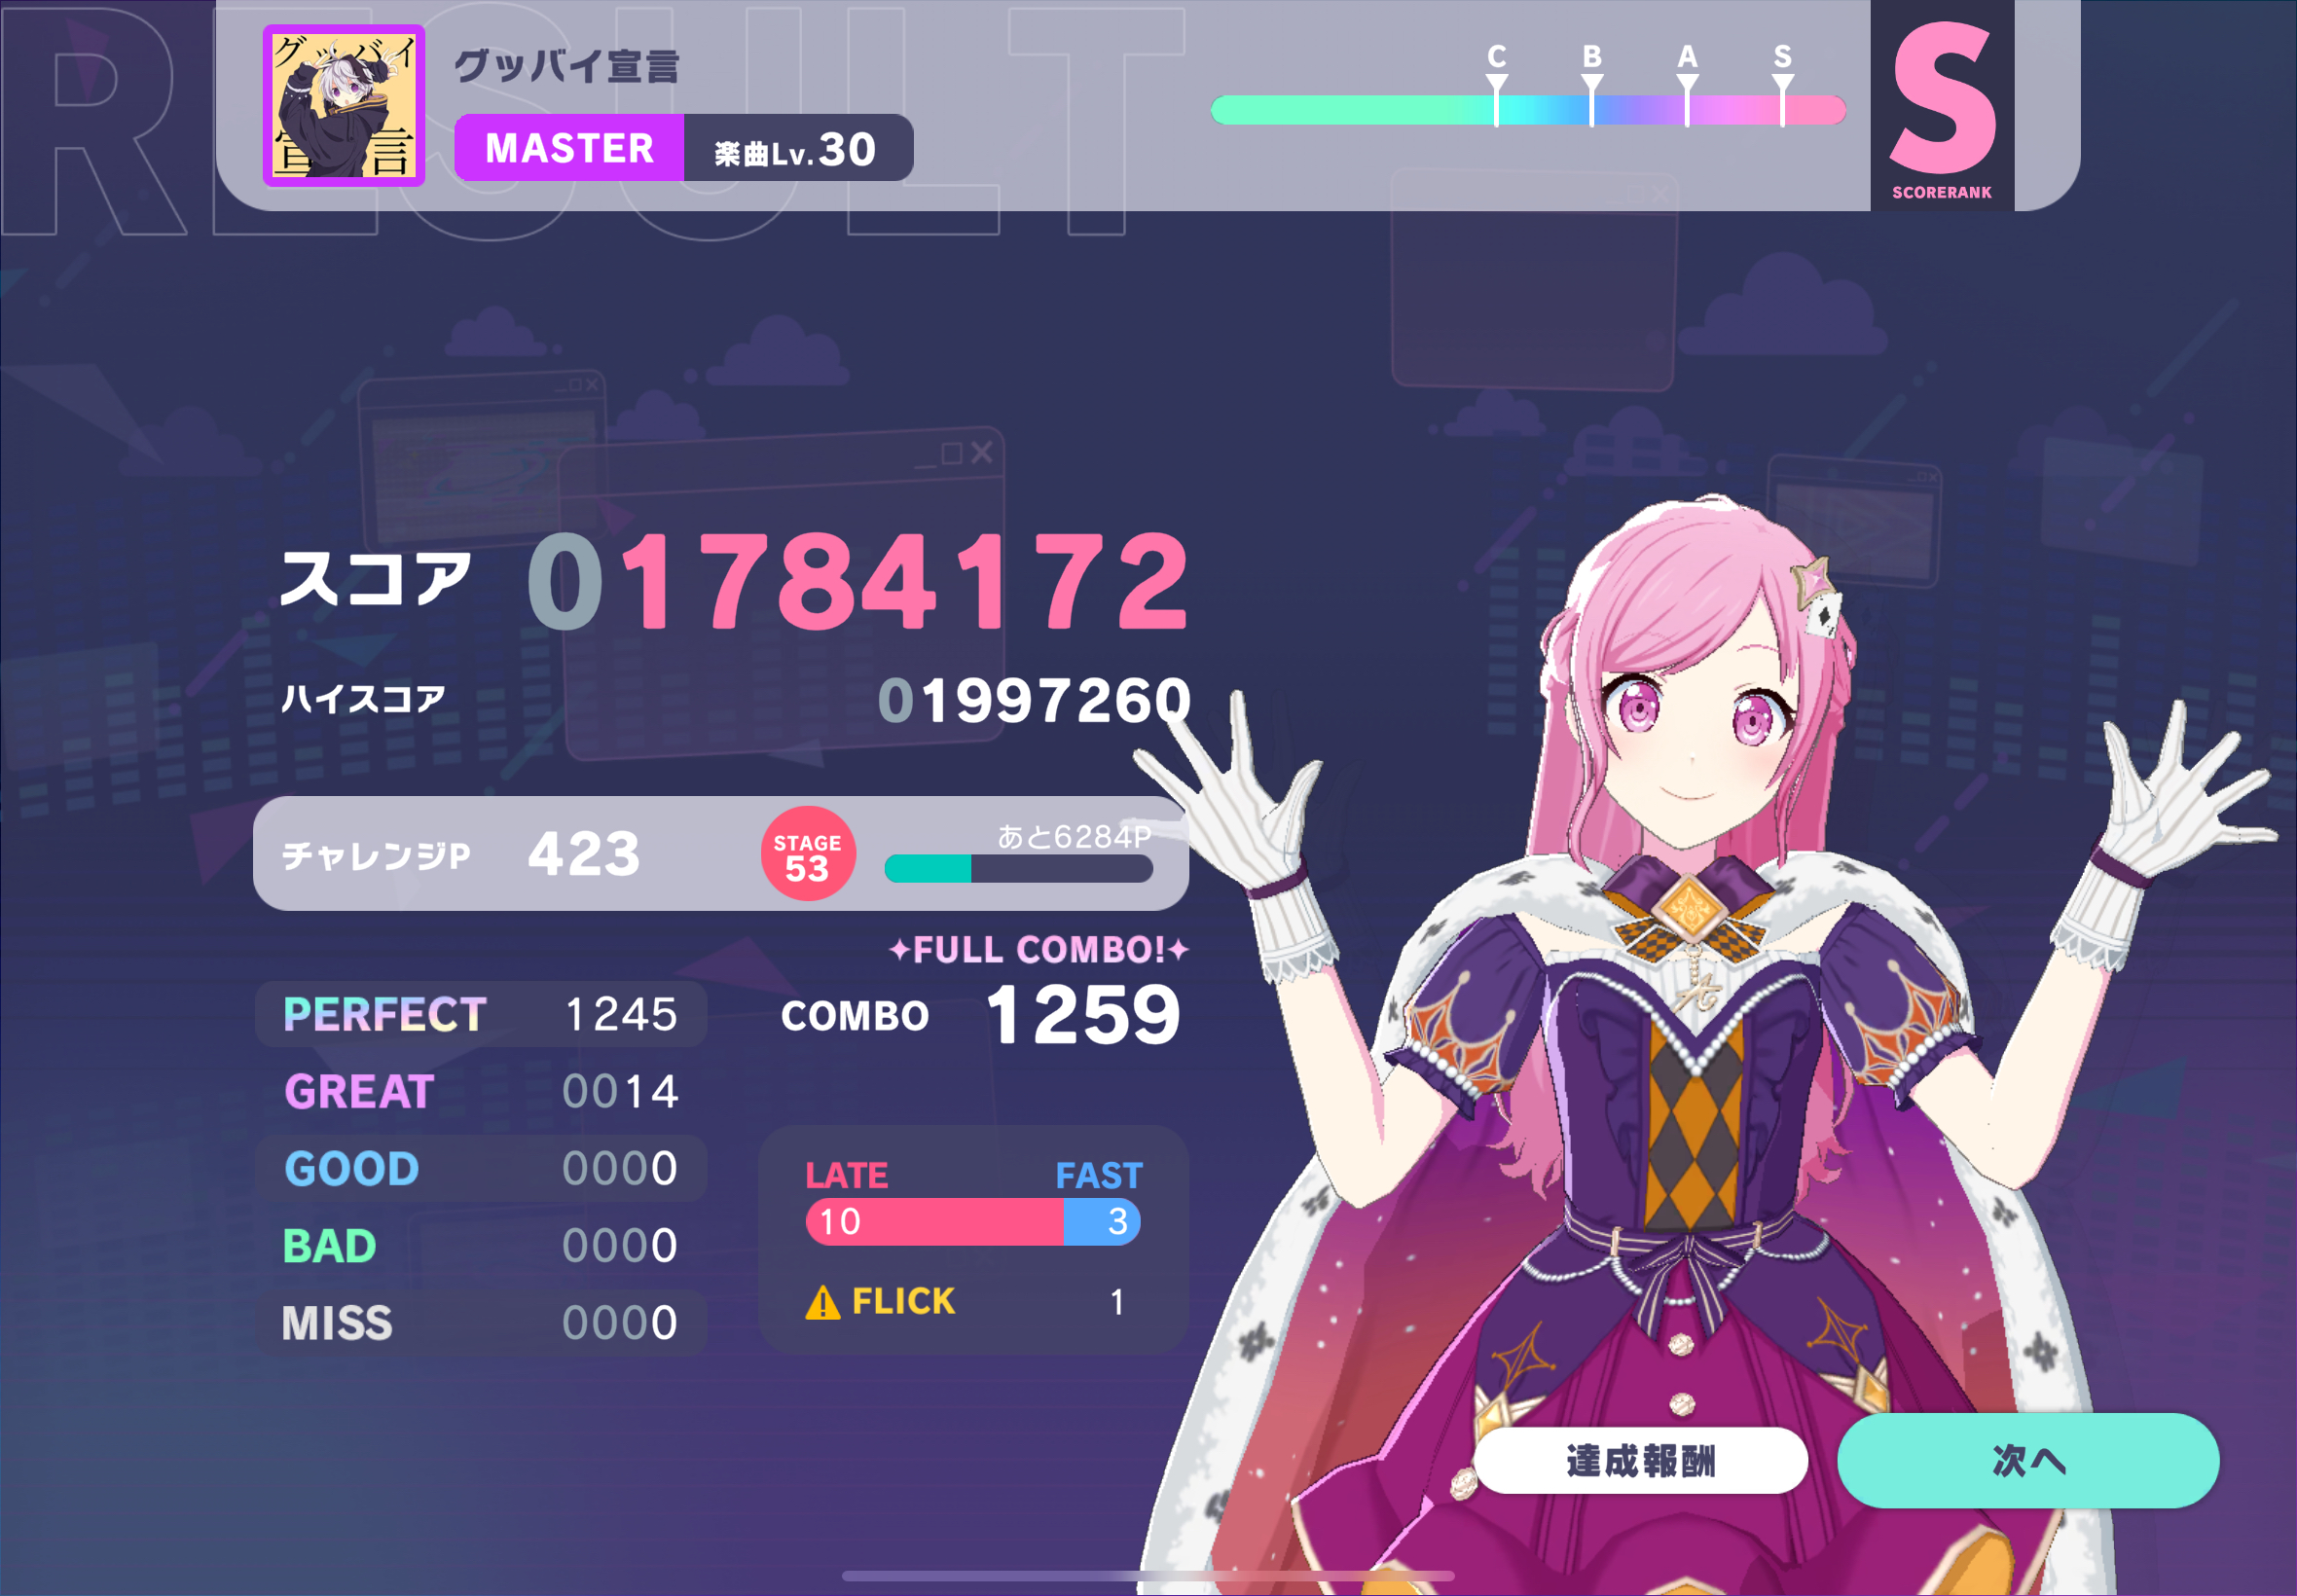 RESULT
グッバイ宣言
グッバイ宣言
MASTER 楽曲Lv.30
C B A S
S
SCORERANK
スコア 01784172
ハイスコア 01997260
チャレンジP 423
STAGE
53
あと6284P
FULL COMBO!
COMBO 1259
PERFECT 1245
GREAT 0014
GOOD 0000
BAD 0000
MISS 0000
LATE FAST
10 3
FLICK 1
達成報酬
次へ